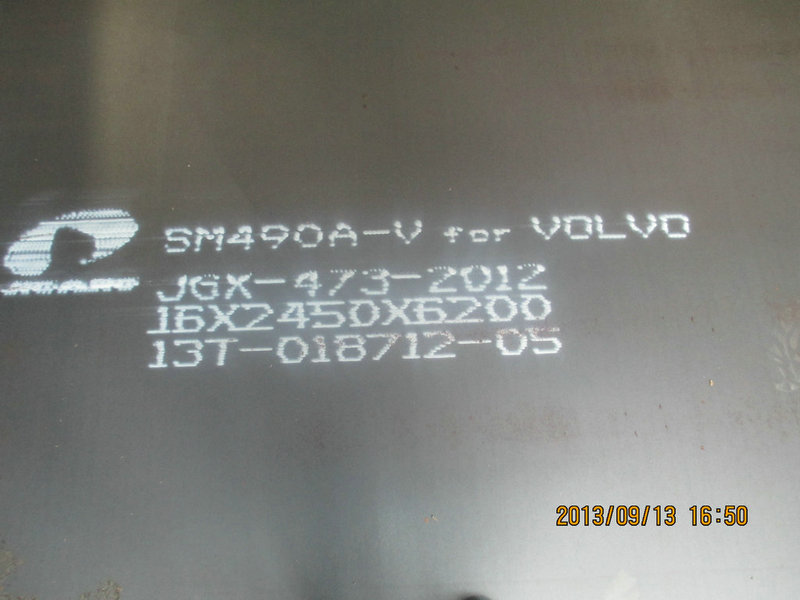 SM490A-V for VOLVO
JGX-473-2012
16X2450X6200
13T-018712-05
2013/09/13 16:50